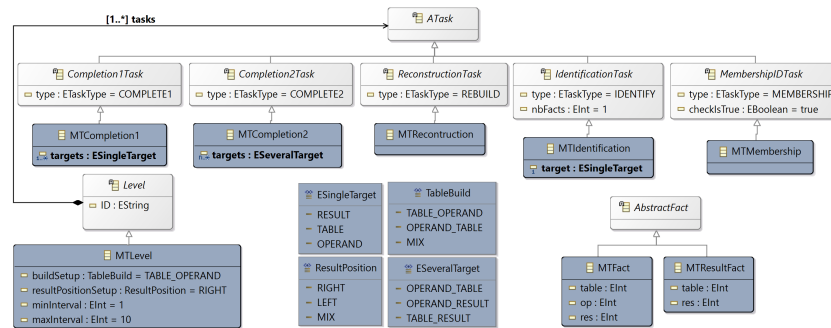 [1..*] tasks
ATask
Completion1Task
type : ETaskType = COMPLETE1
Completion2Task
type : ETaskType = COMPLETE2
ReconstructionTask
type : ETaskType = REBUILD
IdentificationTask
type : ETaskType = IDENTIFY
nbFacts : EInt = 1
MembershipIDTask
type : ETaskType = MEMBERSHIP
checkIsTrue : EBoolean = true
MTCompletion1
targets : ESingleTarget
MTCompletion2
targets : ESeveralTarget
MTRecontruction
MTIdentification
target : ESingleTarget
MTMembership
Level
ID : EString
MTLevel
buildSetup : TableBuild = TABLE_OPERAND
resultPositionSetup : ResultPosition = RIGHT
minInterval : EInt = 1
maxInterval : EInt = 10
ESingleTarget
RESULT
TABLE
OPERAND
TableBuild
TABLE_OPERAND
OPERAND_TABLE
MIX
ResultPosition
RIGHT
LEFT
MIX
ESeveralTarget
OPERAND_TABLE
OPERAND_RESULT
TABLE_RESULT
AbstractFact
MTFact
table : EInt
op : EInt
res : EInt
MTResultFact
table : EInt
res : EInt